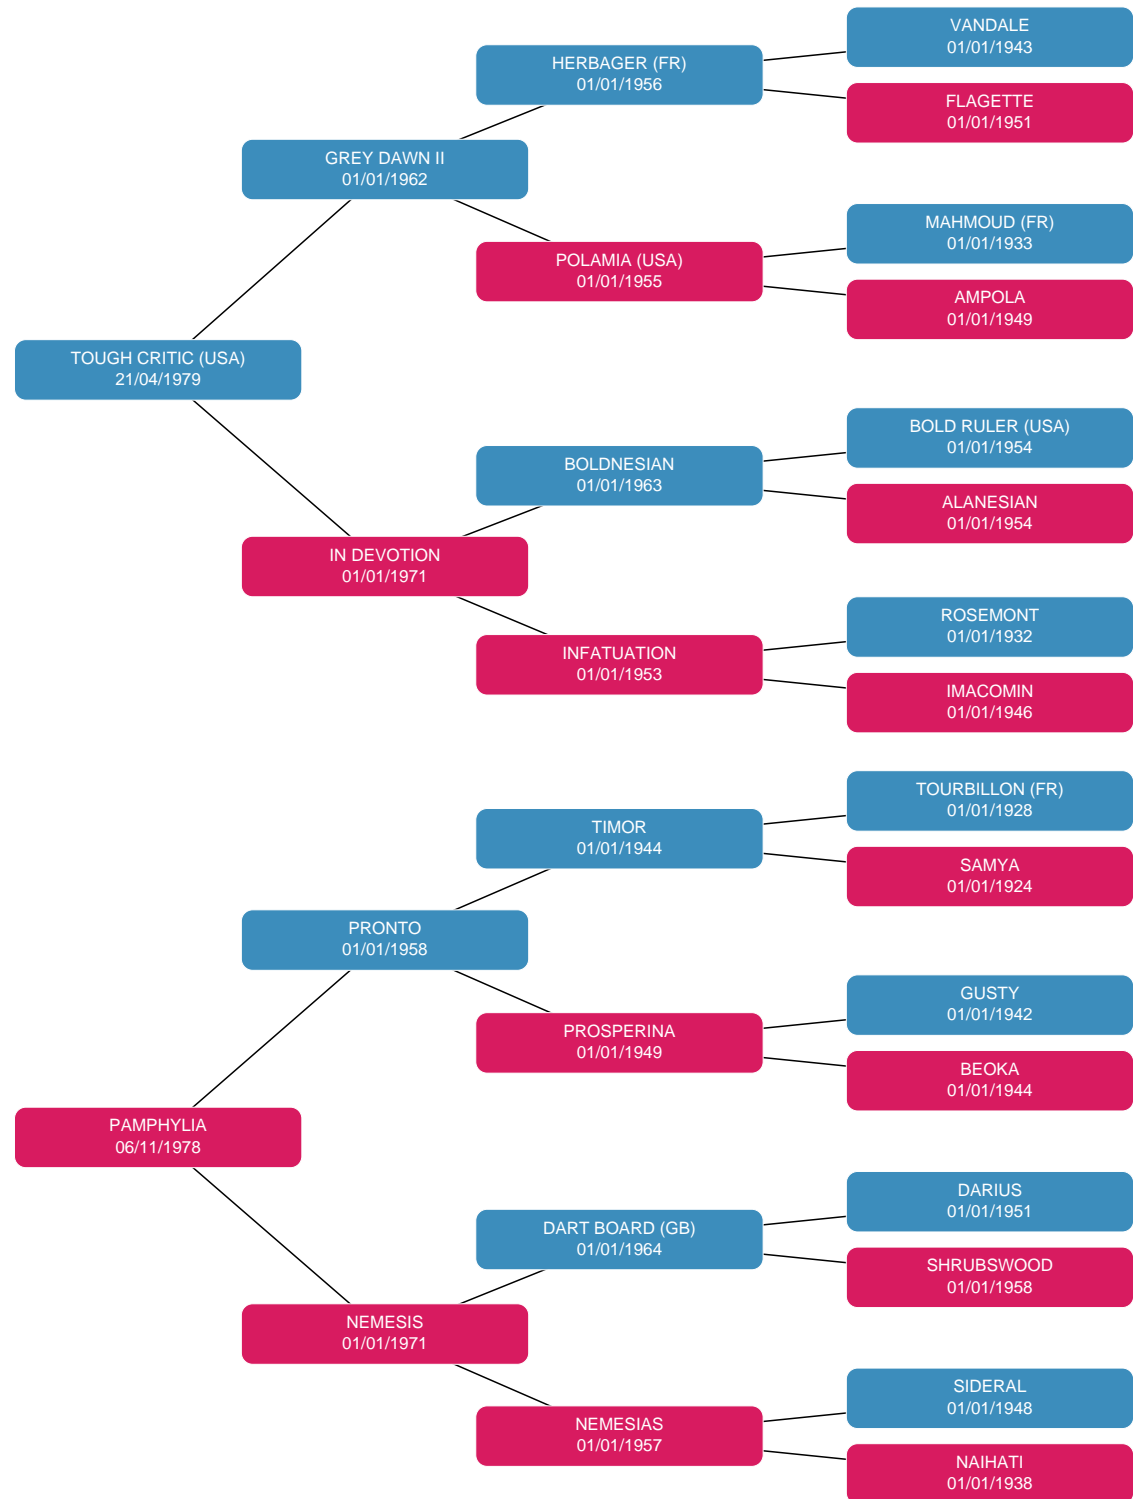 VANDALE
01/01/1943
HERBAGER (FR)
01/01/1956
FLAGETTE
01/01/1951
GREY DAWN II
01/01/1962
MAHMOUD (FR)
01/01/1933
POLAMIA (USA)
01/01/1955
AMPOLA
01/01/1949
TOUGH CRITIC (USA)
21/04/1979
BOLD RULER (USA)
01/01/1954
BOLDNESIAN
01/01/1963
ALANESIAN
01/01/1954
IN DEVOTION
01/01/1971
ROSEMONT
01/01/1932
INFATUATION
01/01/1953
IMACOMIN
01/01/1946
TOURBILLON (FR)
01/01/1928
TIMOR
01/01/1944
SAMYA
01/01/1924
PRONTO
01/01/1958
GUSTY
01/01/1942
PROSPERINA
01/01/1949
BEOKA
01/01/1944
PAMPHYLIA
06/11/1978
DARIUS
01/01/1951
DART BOARD (GB)
01/01/1964
SHRUBSWOOD
01/01/1958
NEMESIS
01/01/1971
SIDERAL
01/01/1948
NEMESIAS
01/01/1957
NAIHATI
01/01/1938